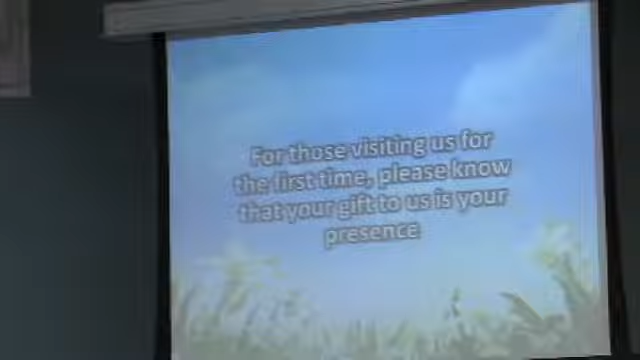 For those visiting us for
the first time, please know
that your gift to us is your
presence